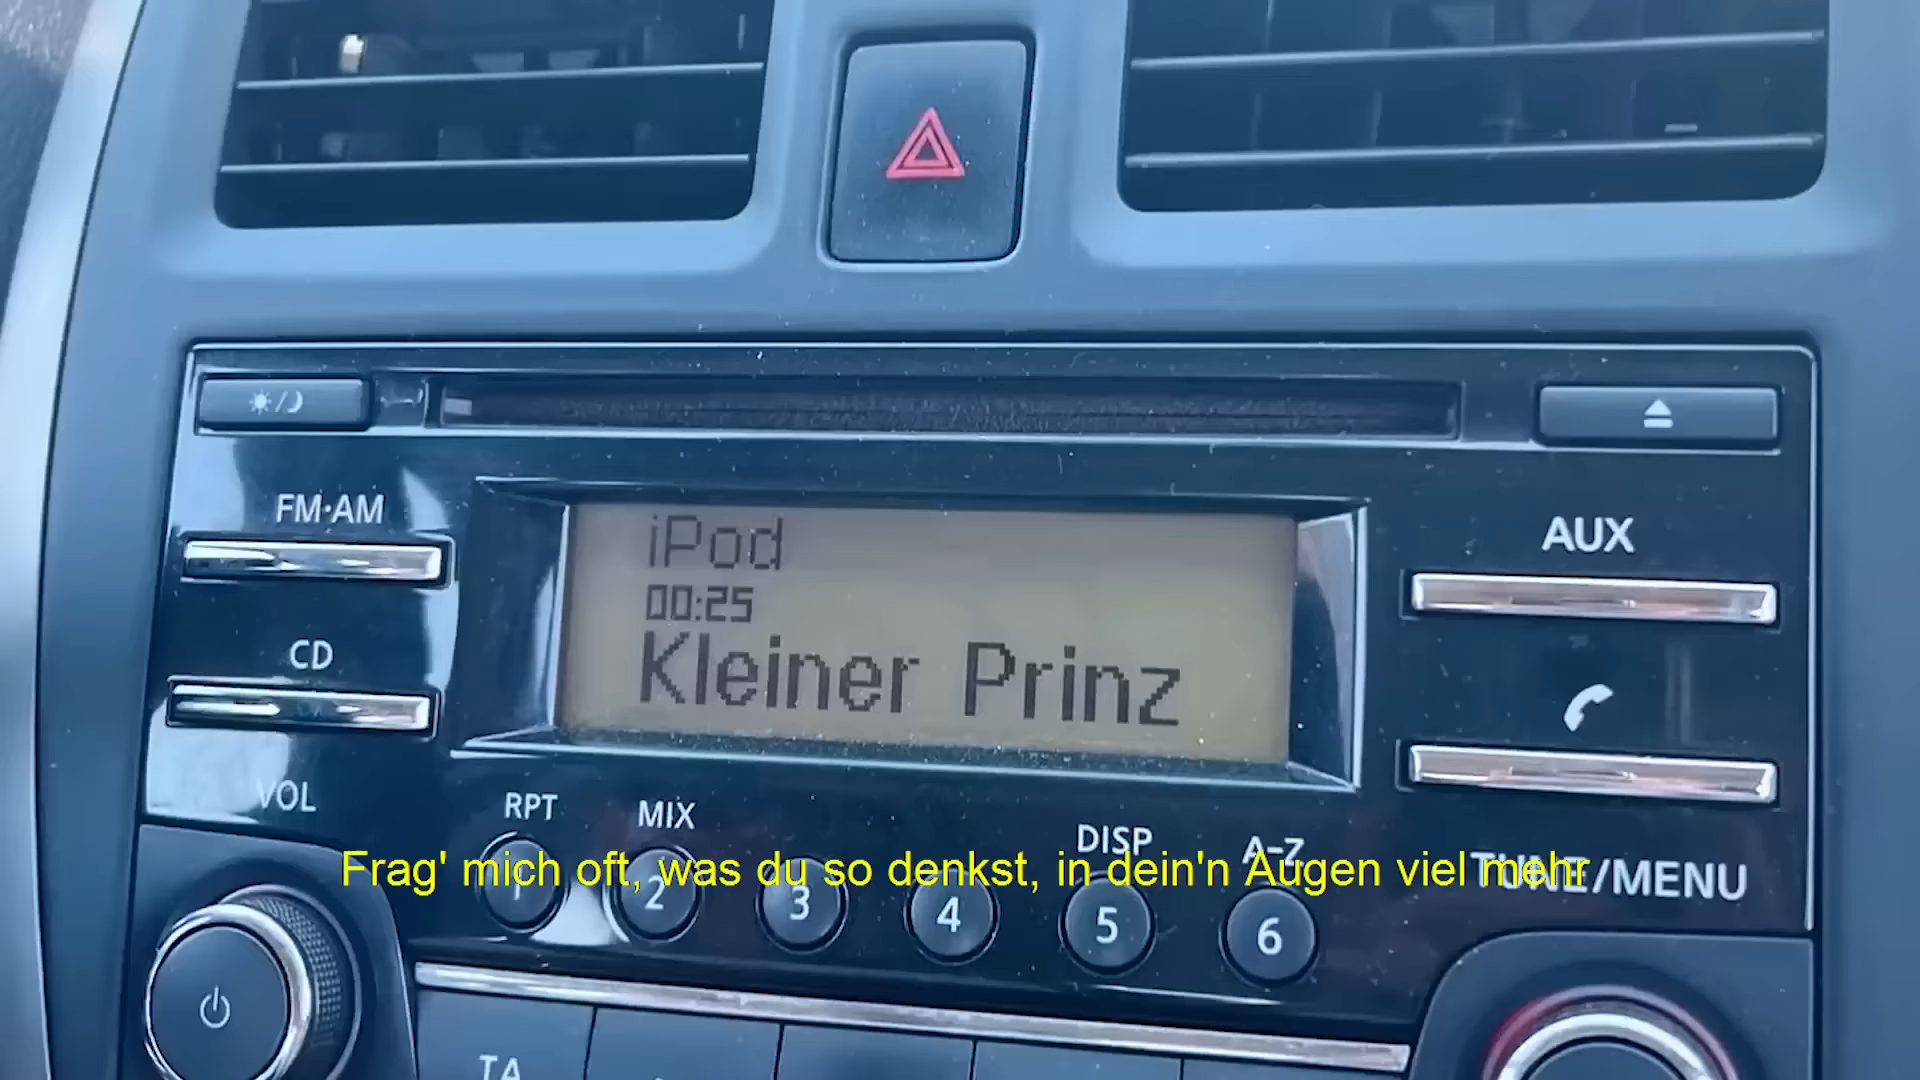 FM·AM
AUX
iPod
00:25
Kleiner Prinz
CD
VOL
RPT
MIX
DISP
A-Z
TUNE/MENU
Frag' mich oft, was du so denkst, in dein'n Augen viel mehr
1
2
3
4
5
6
TA